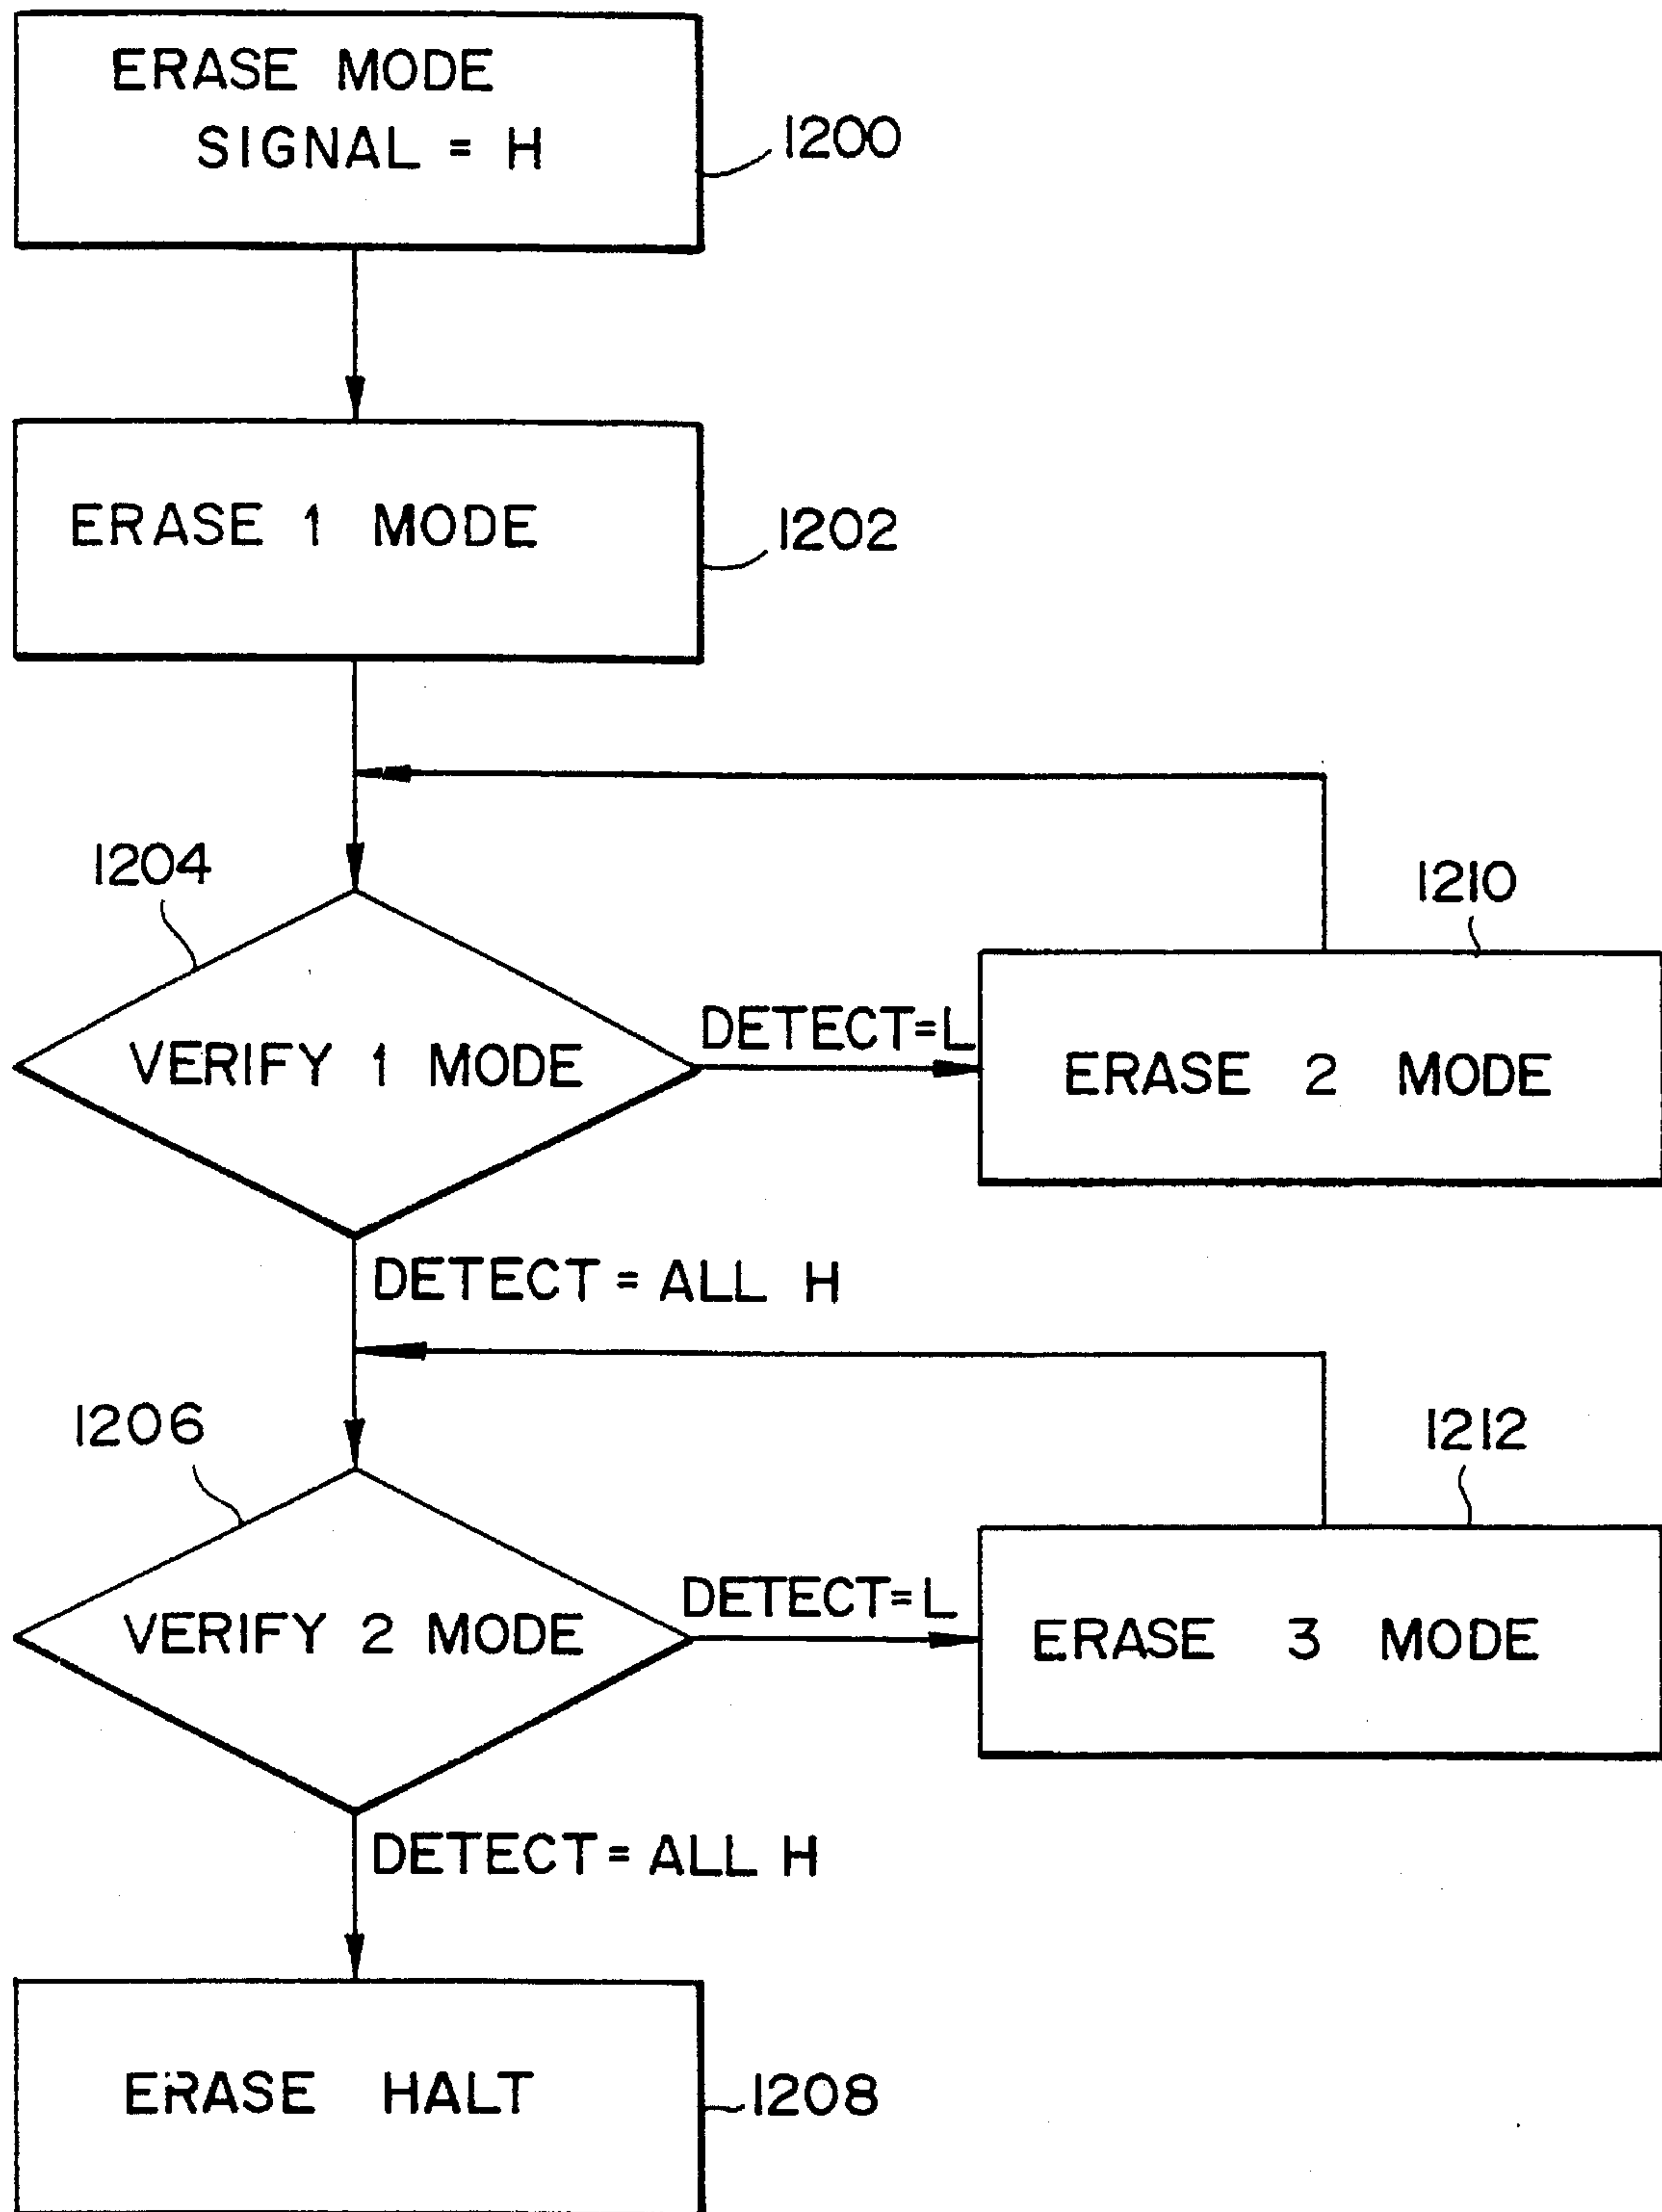 ERASE MODE
SIGNAL = H
1200
ERASE 1 MODE
1202
1204
1210
VERIFY 1 MODE
DETECT=L
ERASE 2 MODE
DETECT = ALL H
1206
1212
VERIFY 2 MODE
DETECT=L
ERASE 3 MODE
DETECT = ALL H
ERASE HALT
1208